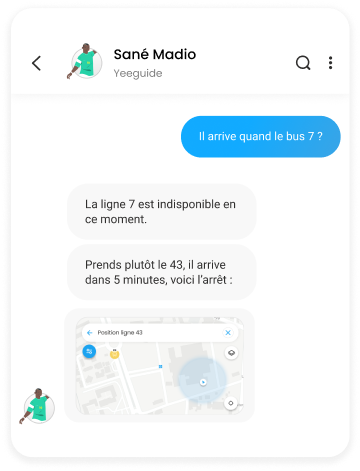 Sané Madio
Yeeguide
Il arrive quand le bus 7 ?
La ligne 7 est indisponible en
ce moment.
Prends plutôt le 43, il arrive
dans 5 minutes, voici l’arrêt :
Position ligne 43